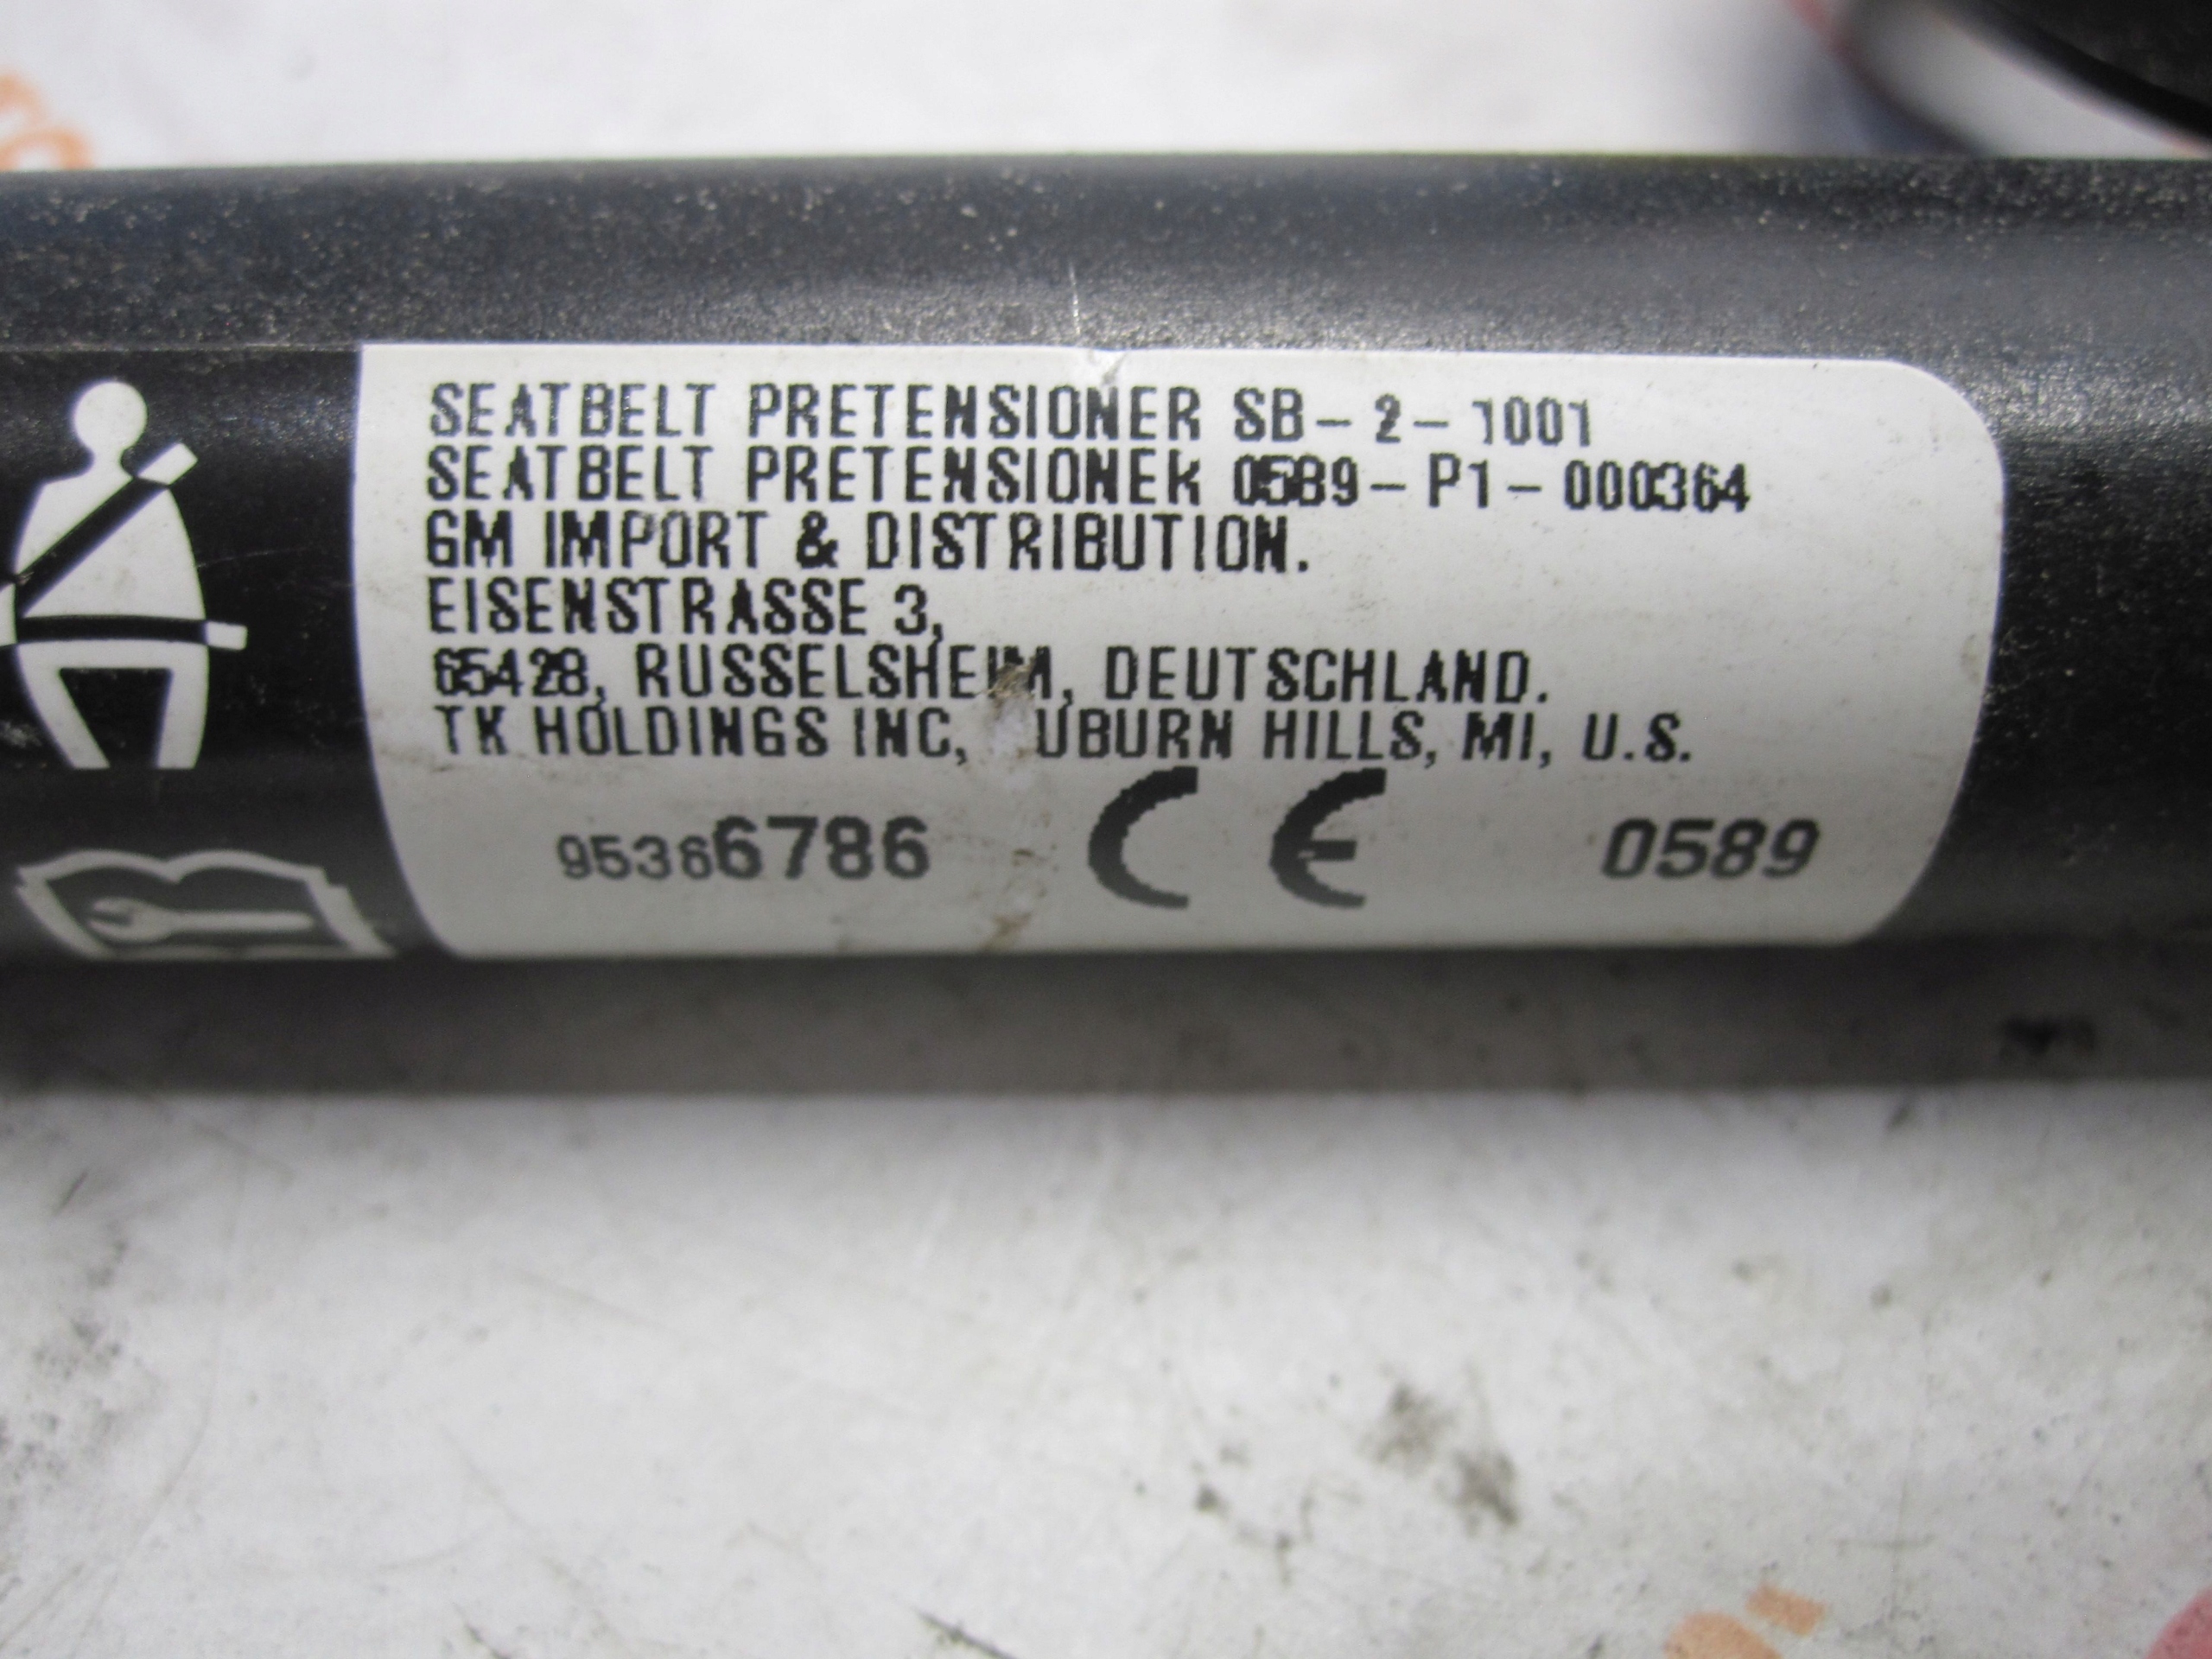 SEATBELT PRETENSIONER SB-2-1001
SEATBELT PRETENSIONER 0589-P1-000364
GM IMPORT & DISTRIBUTION.
EISENSTRASSE 3,
65428, RUSSELSHEIM, DEUTSCHLAND.
TK HOLDINGS INC, UBURN HILLS, MI, U.S.
95366786 CE 0589